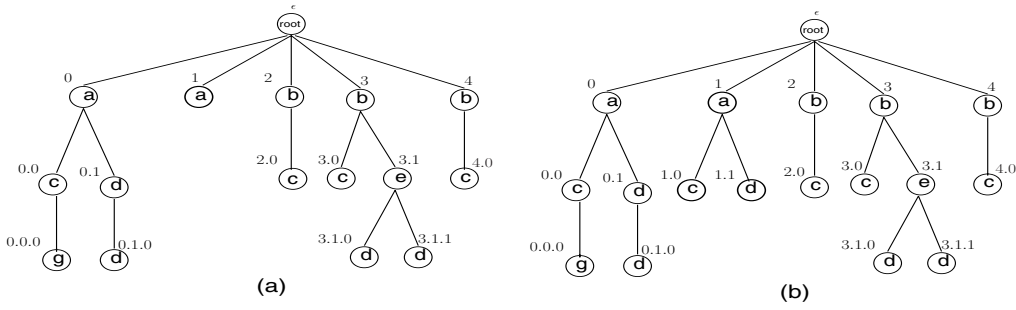 ϵ ϵ
root root
0 1 2 3 4 0 1 2 3 4
a a b b b a a b b b
0.0 0.1 2.0 3.0 3.1 4.0 0.0 0.1 1.0 1.1 2.0 3.0 3.1 4.0
c d c c e c c d c d c c e c
0.0.0 0.1.0 3.1.0 3.1.1 0.0.0 0.1.0 3.1.0 3.1.1
g d d d g d d d
(a) (b)